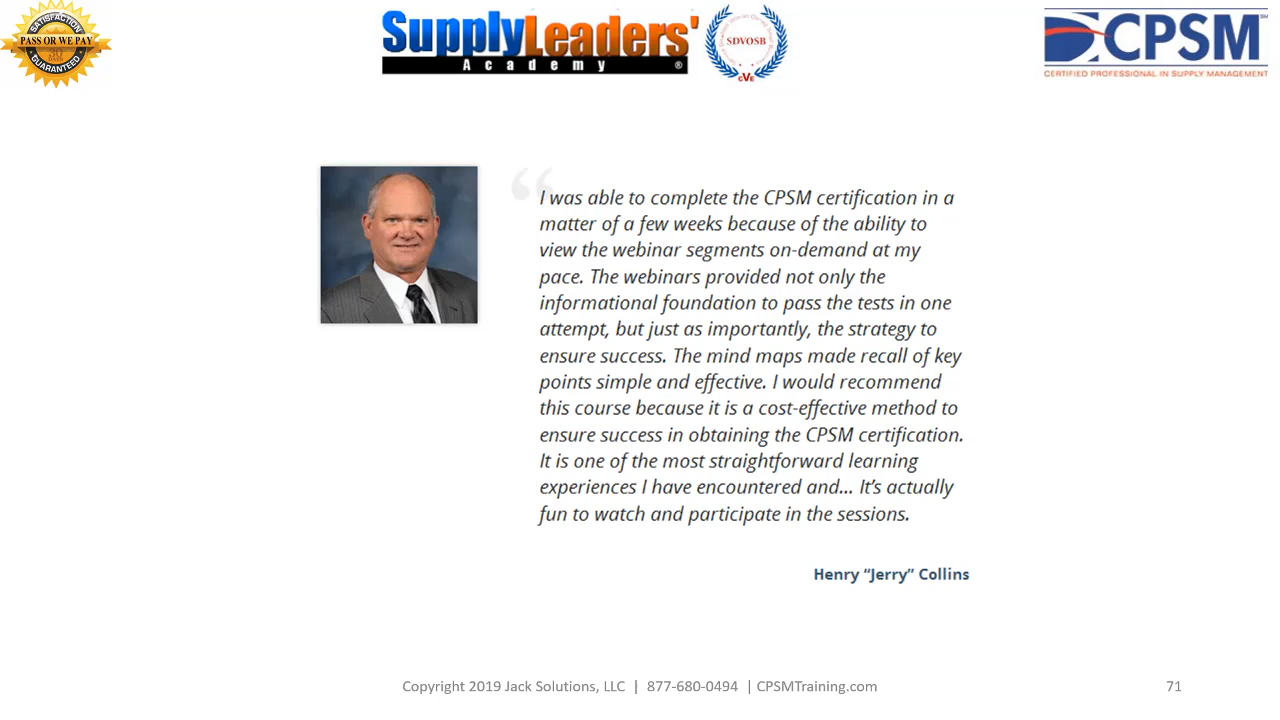 SATISFACTION
PASS OR WE PAY
GUARANTEED
SupplyLeaders'
Academy®
SDVOSB
CVE
CPSM
CERTIFIED PROFESSIONAL IN SUPPLY MANAGEMENT
“
I was able to complete the CPSM certification in a
matter of a few weeks because of the ability to
view the webinar segments on-demand at my
pace. The webinars provided not only the
informational foundation to pass the tests in one
attempt, but just as importantly, the strategy to
ensure success. The mind maps made recall of key
points simple and effective. I would recommend
this course because it is a cost-effective method to
ensure success in obtaining the CPSM certification.
It is one of the most straightforward learning
experiences I have encountered and... It’s actually
fun to watch and participate in the sessions.
Henry “Jerry” Collins
Copyright 2019 Jack Solutions, LLC | 877-680-0494 | CPSMTraining.com
71